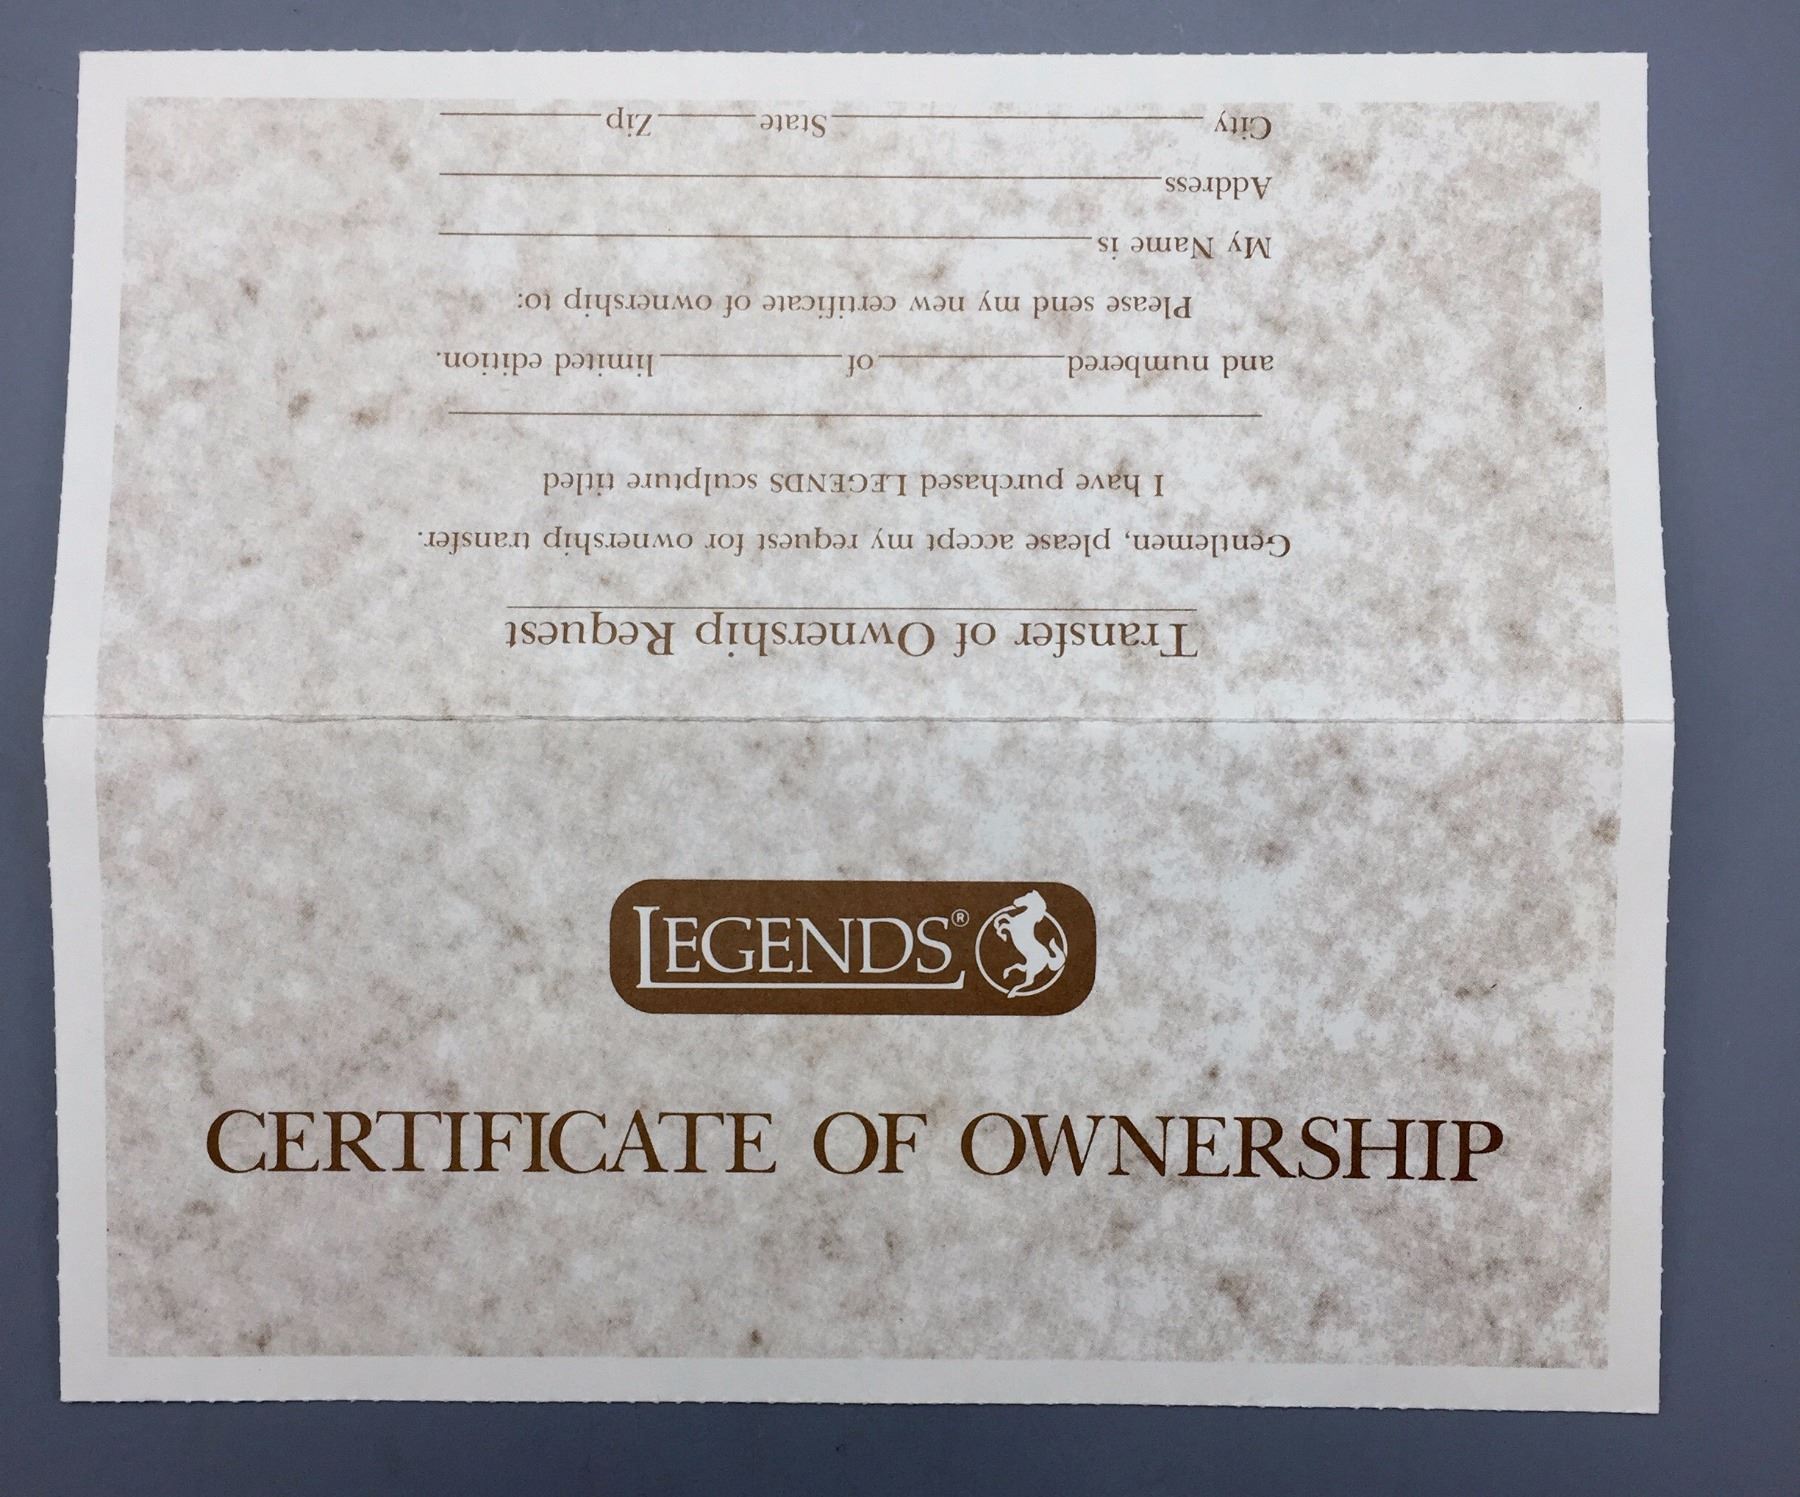 LEGENDS®
CERTIFICATE OF OWNERSHIP
Transfer of Ownership Request
Gentlemen, please accept my request for ownership transfer.
I have purchased LEGENDS sculpture titled
and numbered of limited edition.
Please send my new certificate of ownership to:
My Name is
Address
City State Zip